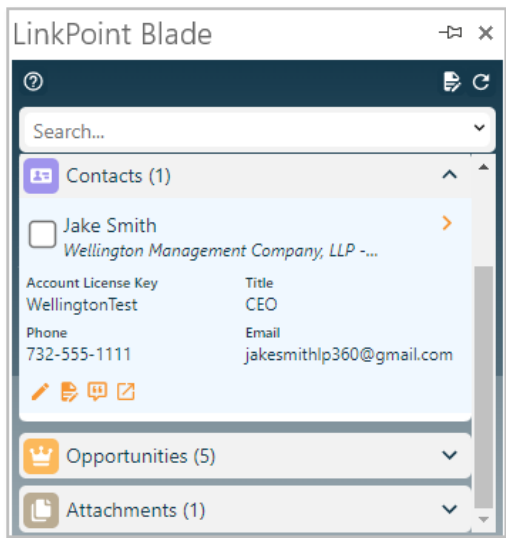 LinkPoint Blade
Search...
Contacts (1)
Jake Smith
Wellington Management Company, LLP -...
Account License Key Title
WellingtonTest CEO
Phone Email
732-555-1111 jakesmithlp360@gmail.com
Opportunities (5)
Attachments (1)